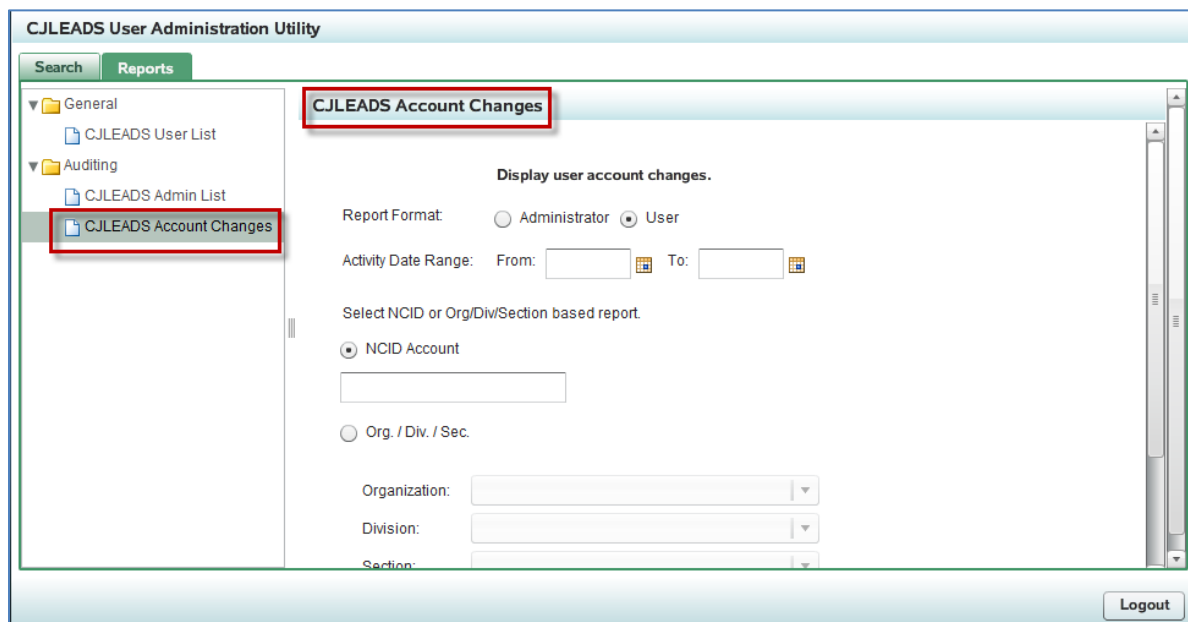 CJLEADS User Administration Utility
Search
Reports
General
CJLEADS User List
Auditing
CJLEADS Admin List
CJLEADS Account Changes
CJLEADS Account Changes
Display user account changes.
Report Format: Administrator User
Activity Date Range: From: To:
Select NCID or Org/Div/Section based report.
NCID Account
Org. / Div. / Sec.
Organization:
Division:
Section:
Logout